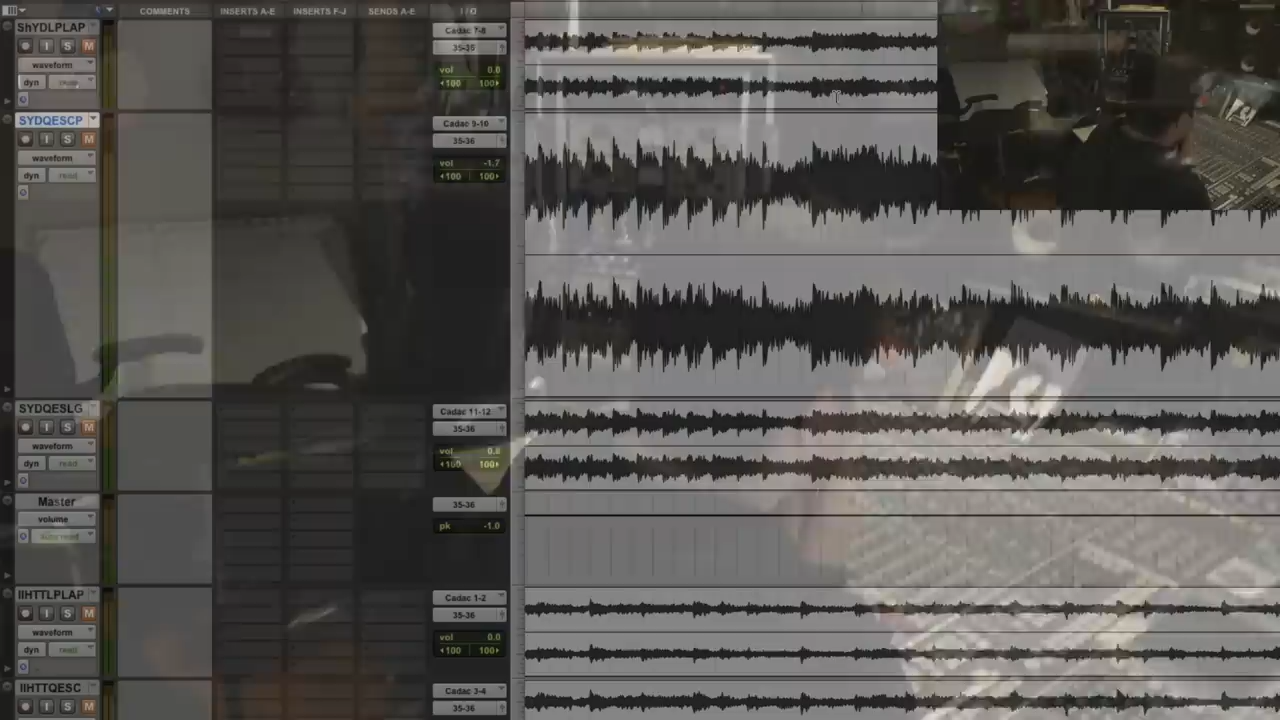 COMMENTS INSERTS A-E INSERTS F-J SENDS A-E I / O
ShYDLPLAP
I S M
waveform
dyn read
Cadac 7-8
35-36
vol 0.0
100 100
SYDQESCP
I S M
waveform
dyn read
Cadac 9-10
35-36
vol -1.7
100 100
SYDQESLG
I S M
waveform
dyn read
Cadac 11-12
35-36
vol 0.0
100 100
Master
volume
auto read
35-36
pk -1.0
IIHTTLPLAP
I S M
waveform
dyn read
Cadac 1-2
35-36
vol 0.0
100 100
IIHTTQESC
I S M
Cadac 3-4
35-36